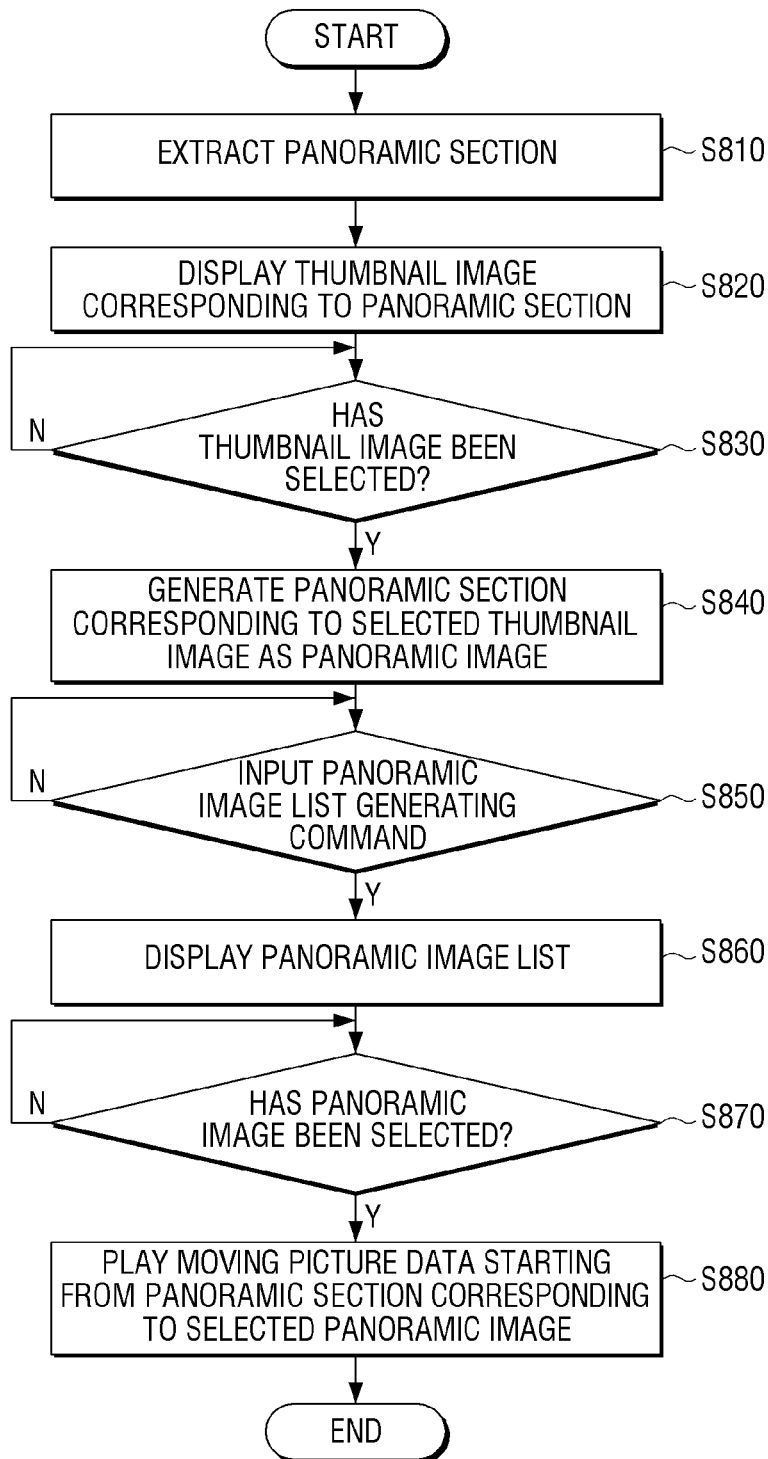 START
EXTRACT PANORAMIC SECTION
S810
DISPLAY THUMBNAIL IMAGE
CORRESPONDING TO PANORAMIC SECTION
S820
N
HAS
THUMBNAIL IMAGE BEEN
SELECTED?
S830
Y
GENERATE PANORAMIC SECTION
CORRESPONDING TO SELECTED THUMBNAIL
IMAGE AS PANORAMIC IMAGE
S840
N
INPUT PANORAMIC
IMAGE LIST GENERATING
COMMAND
S850
Y
DISPLAY PANORAMIC IMAGE LIST
S860
N
HAS PANORAMIC
IMAGE BEEN SELECTED?
S870
Y
PLAY MOVING PICTURE DATA STARTING
FROM PANORAMIC SECTION CORRESPONDING
TO SELECTED PANORAMIC IMAGE
S880
END